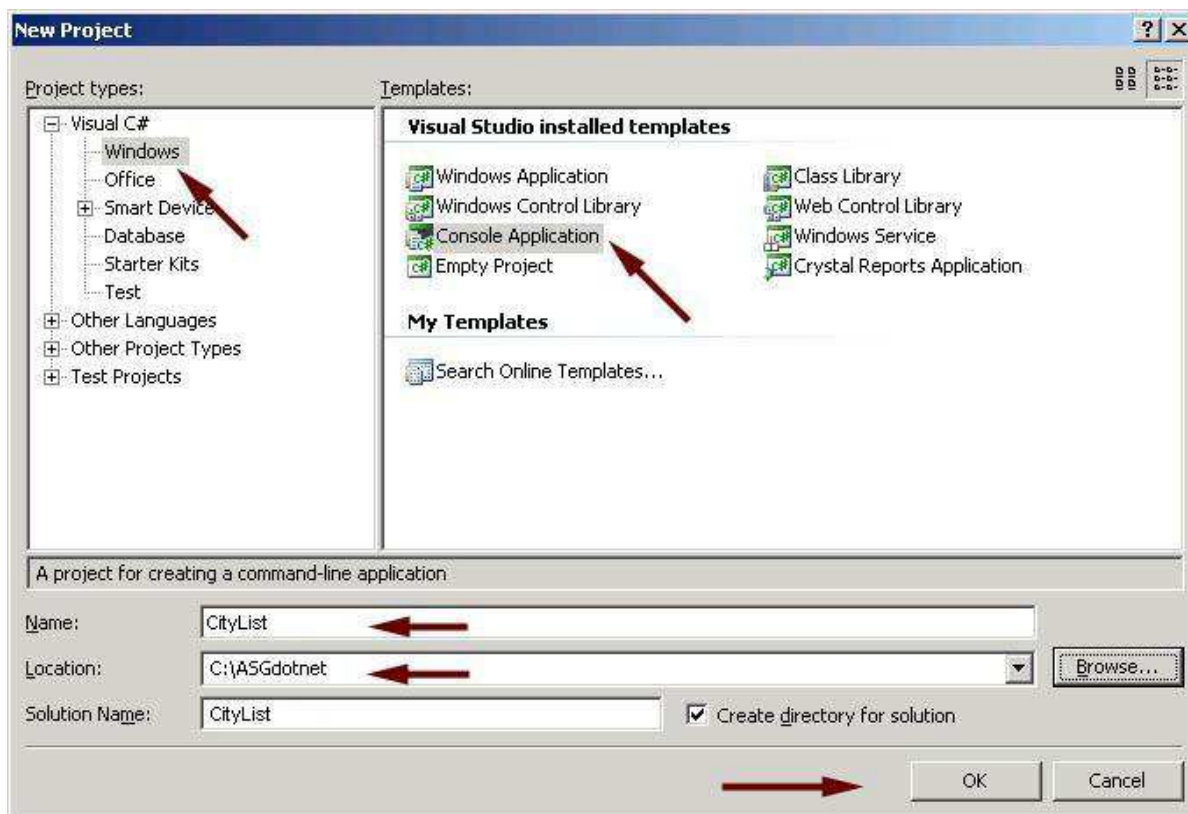 New Project
Project types:
Templates:
Visual C#
Windows
Office
Smart Device
Database
Starter Kits
Test
Other Languages
Other Project Types
Test Projects
Visual Studio installed templates
Windows Application
Windows Control Library
Console Application
Empty Project
Class Library
Web Control Library
Windows Service
Crystal Reports Application
My Templates
Search Online Templates...
A project for creating a command-line application
Name:
CityList
Location:
C:\ASGdotnet
Browse...
Solution Name:
CityList
Create directory for solution
OK
Cancel